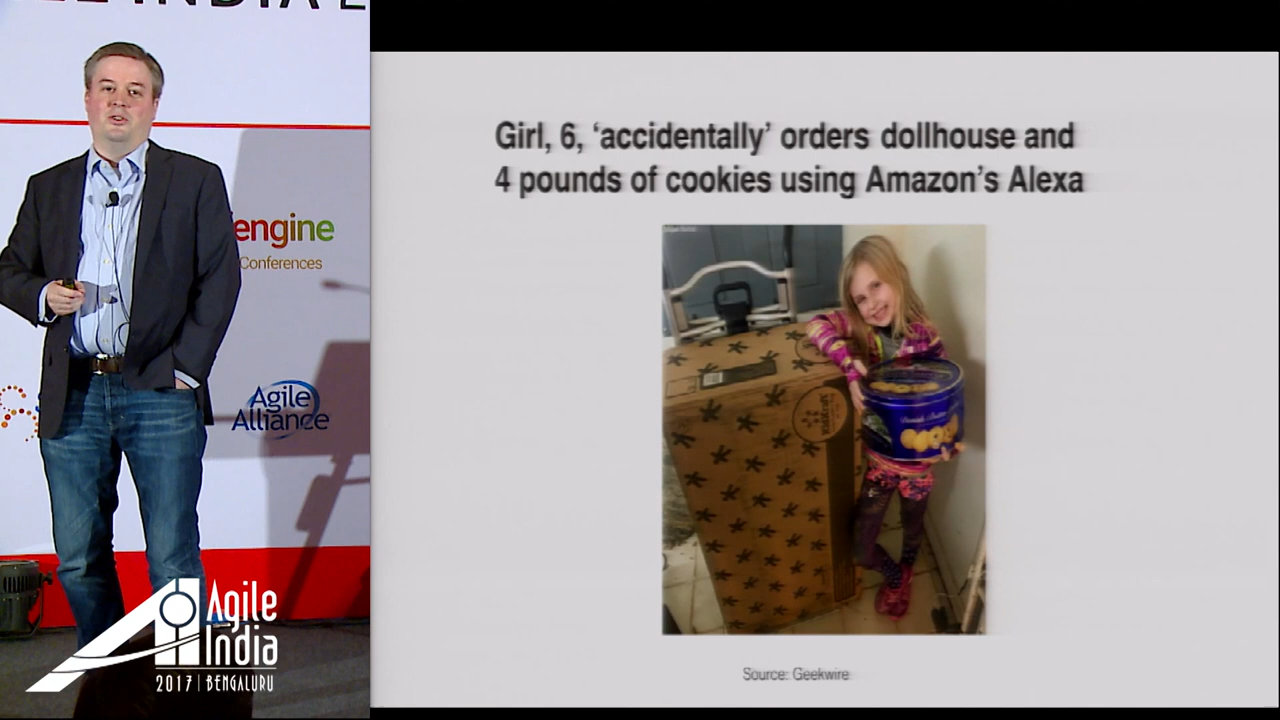 Girl, 6, ‘accidentally’ orders dollhouse and
4 pounds of cookies using Amazon’s Alexa
engine
Conferences
Agile
Alliance
Source: Geekwire
Agile
India
2017 | BENGALURU